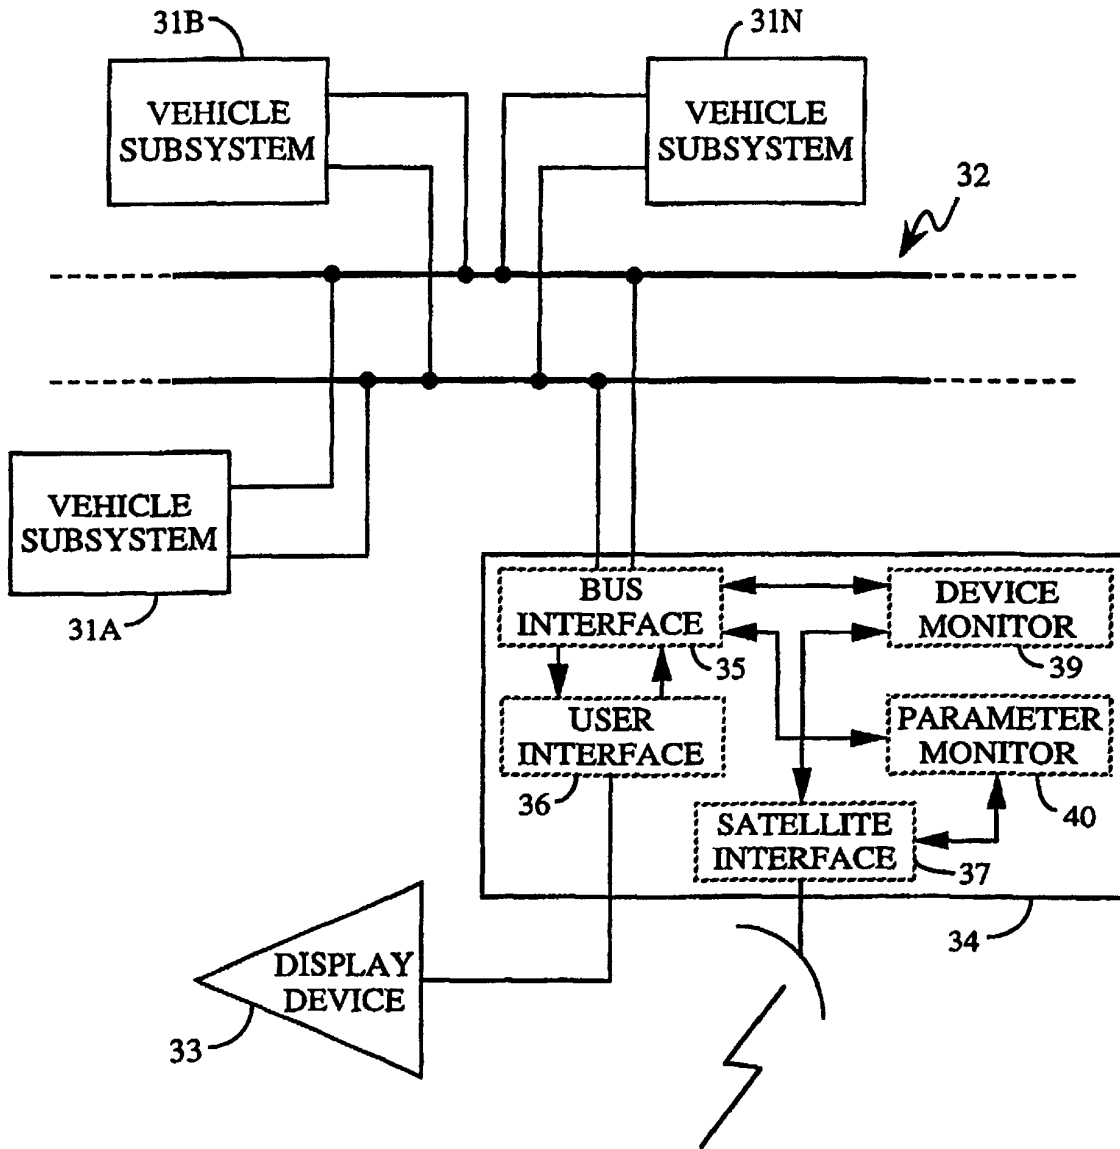 31B
31N
VEHICLE
SUBSYSTEM
VEHICLE
SUBSYSTEM
32
VEHICLE
SUBSYSTEM
31A
BUS
INTERFACE
35
DEVICE
MONITOR
39
USER
INTERFACE
36
PARAMETER
MONITOR
40
SATELLITE
INTERFACE
37
34
DISPLAY
DEVICE
33